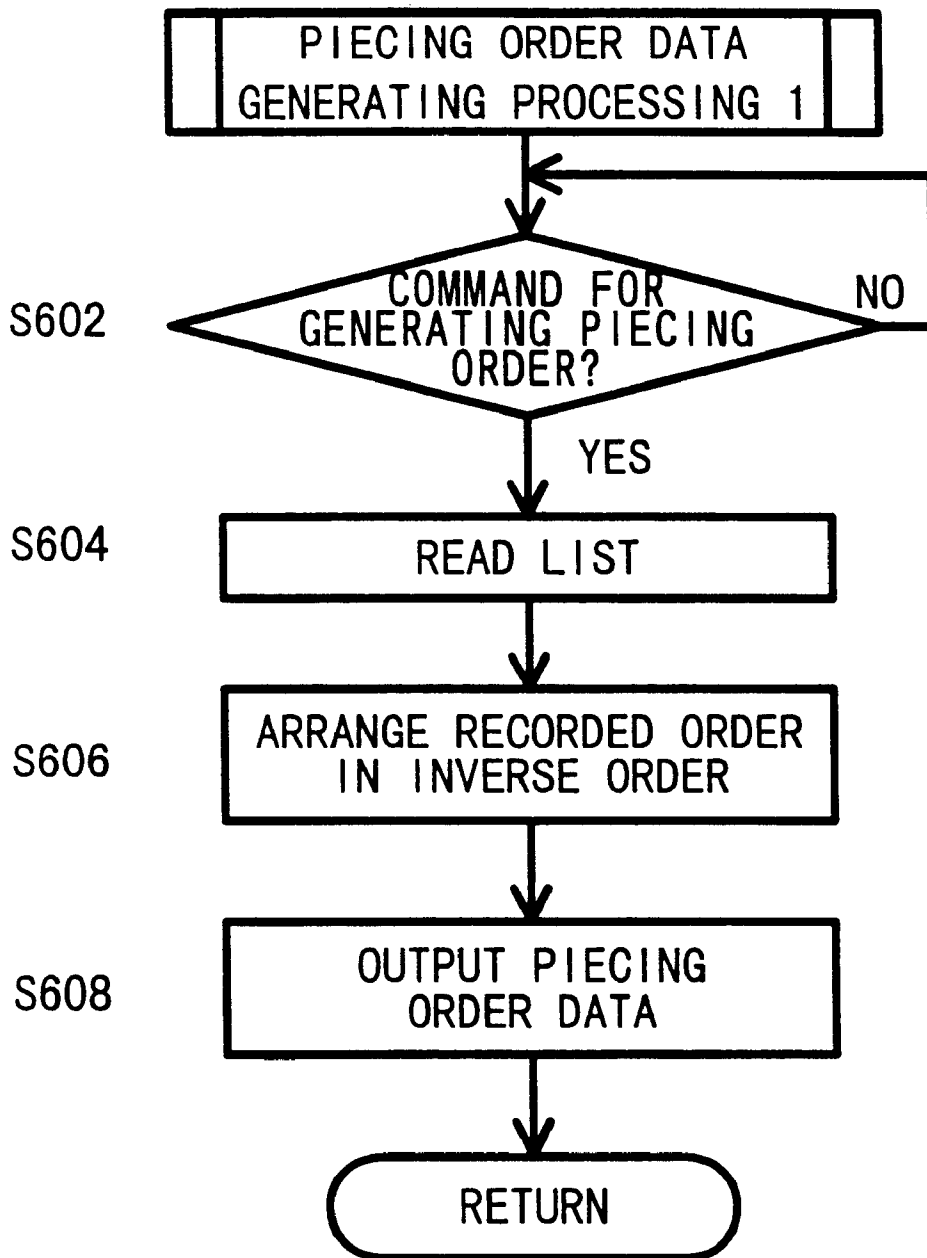 PIECING ORDER DATA
GENERATING PROCESSING 1
S602
COMMAND FOR
GENERATING PIECING
ORDER?
NO
YES
S604
READ LIST
S606
ARRANGE RECORDED ORDER
IN INVERSE ORDER
S608
OUTPUT PIECING
ORDER DATA
RETURN